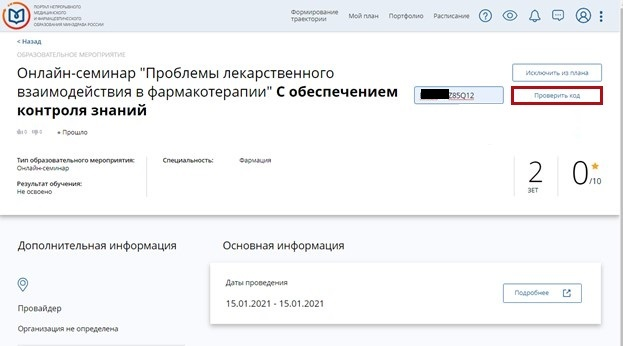 ПОРТАЛ НЕПРЕРЫВНОГО
МЕДИЦИНСКОГО
И ФАРМАЦЕВТИЧЕСКОГО
ОБРАЗОВАНИЯ МИНЗДРАВА РОССИИ
Формирование
траектории
Мой план
Портфолио
Расписание
< Назад
ОБРАЗОВАТЕЛЬНОЕ МЕРОПРИЯТИЕ
Онлайн-семинар "Проблемы лекарственного
взаимодействия в фармакотерапии" С обеспечением
контроля знаний
Исключить из плана
Z85Q12
Проверить код
Прошло
Тип образовательного мероприятия:
Онлайн-семинар
Специальность:
Фармация
Результат обучения:
Не освоено
2
ЗЕТ
0/10
Дополнительная информация
Основная информация
Провайдер
Организация не определена
Даты проведения
15.01.2021 - 15.01.2021
Подробнее